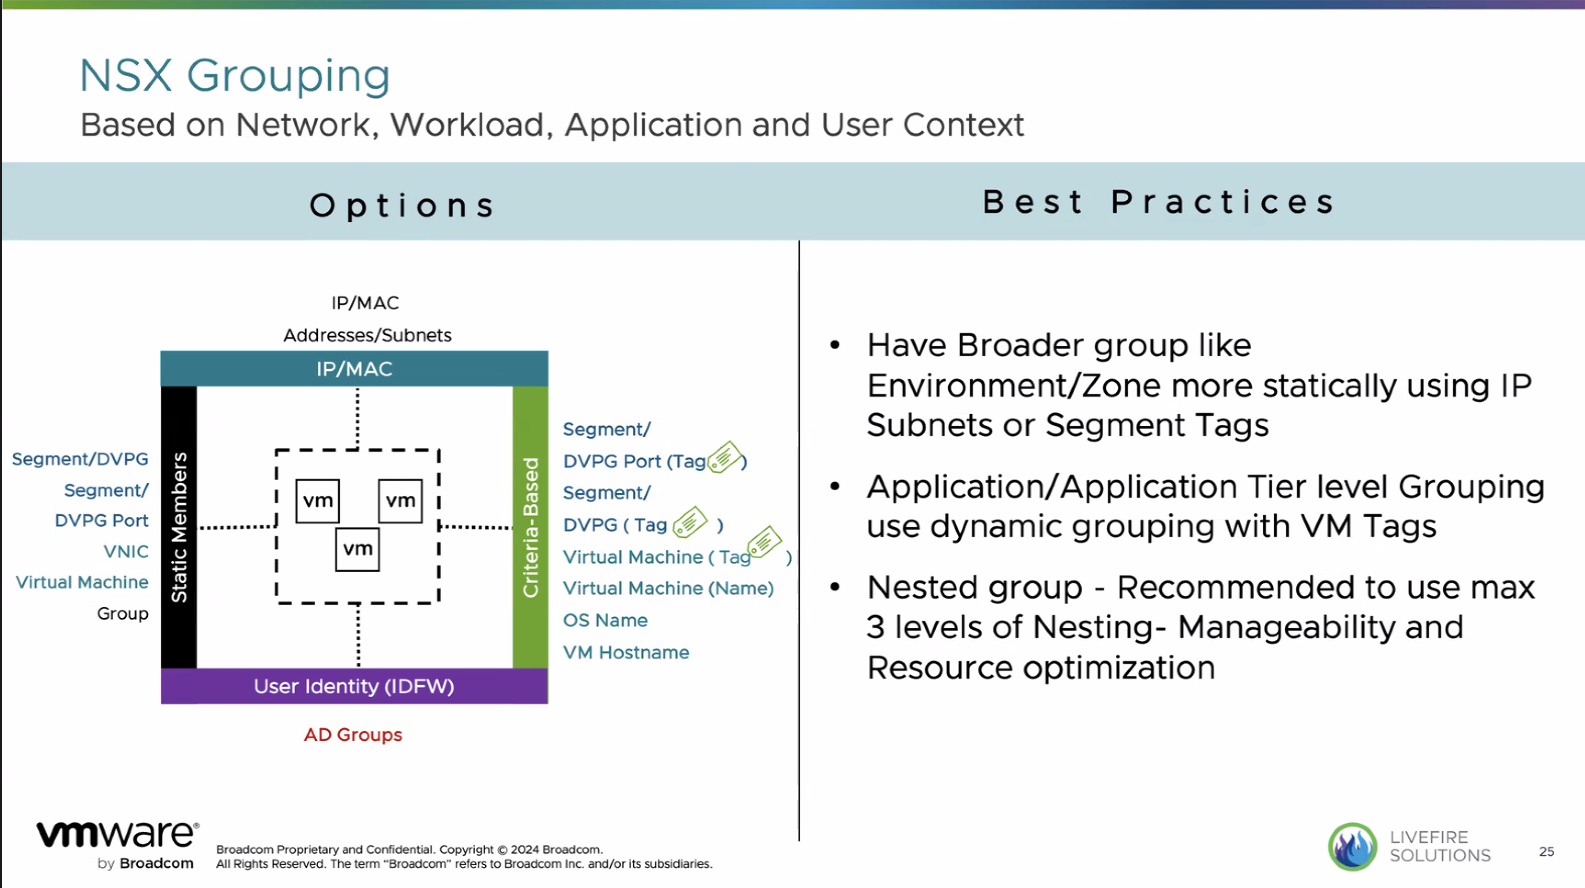 NSX Grouping
Based on Network, Workload, Application and User Context
Options
Best Practices
IP/MAC
Addresses/Subnets
IP/MAC
Segment/DVPG
Segment/
DVPG Port
VNIC
Virtual Machine
Group
Static Members
vm
vm
vm
Criteria-Based
Segment/
DVPG Port (Tag )
Segment/
DVPG ( Tag )
Virtual Machine ( Tag )
Virtual Machine (Name)
OS Name
VM Hostname
User Identity (IDFW)
AD Groups
• Have Broader group like
Environment/Zone more statically using IP
Subnets or Segment Tags
• Application/Application Tier level Grouping
use dynamic grouping with VM Tags
• Nested group - Recommended to use max
3 levels of Nesting- Manageability and
Resource optimization
vmware®
by Broadcom
Broadcom Proprietary and Confidential. Copyright © 2024 Broadcom.
All Rights Reserved. The term “Broadcom” refers to Broadcom Inc. and/or its subsidiaries.
LIVEFIRE
SOLUTIONS
25